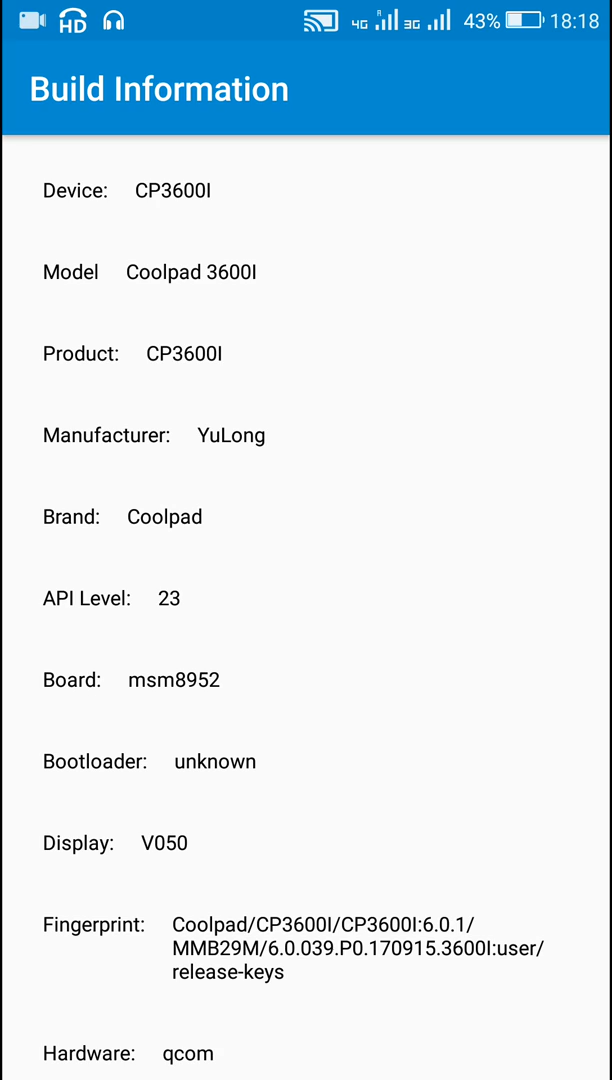 HD 4G R 3G 43% 18:18
Build Information
Device: CP3600I
Model Coolpad 3600I
Product: CP3600I
Manufacturer: YuLong
Brand: Coolpad
API Level: 23
Board: msm8952
Bootloader: unknown
Display: V050
Fingerprint: Coolpad/CP3600I/CP3600I:6.0.1/
MMB29M/6.0.039.P0.170915.3600I:user/
release-keys
Hardware: qcom